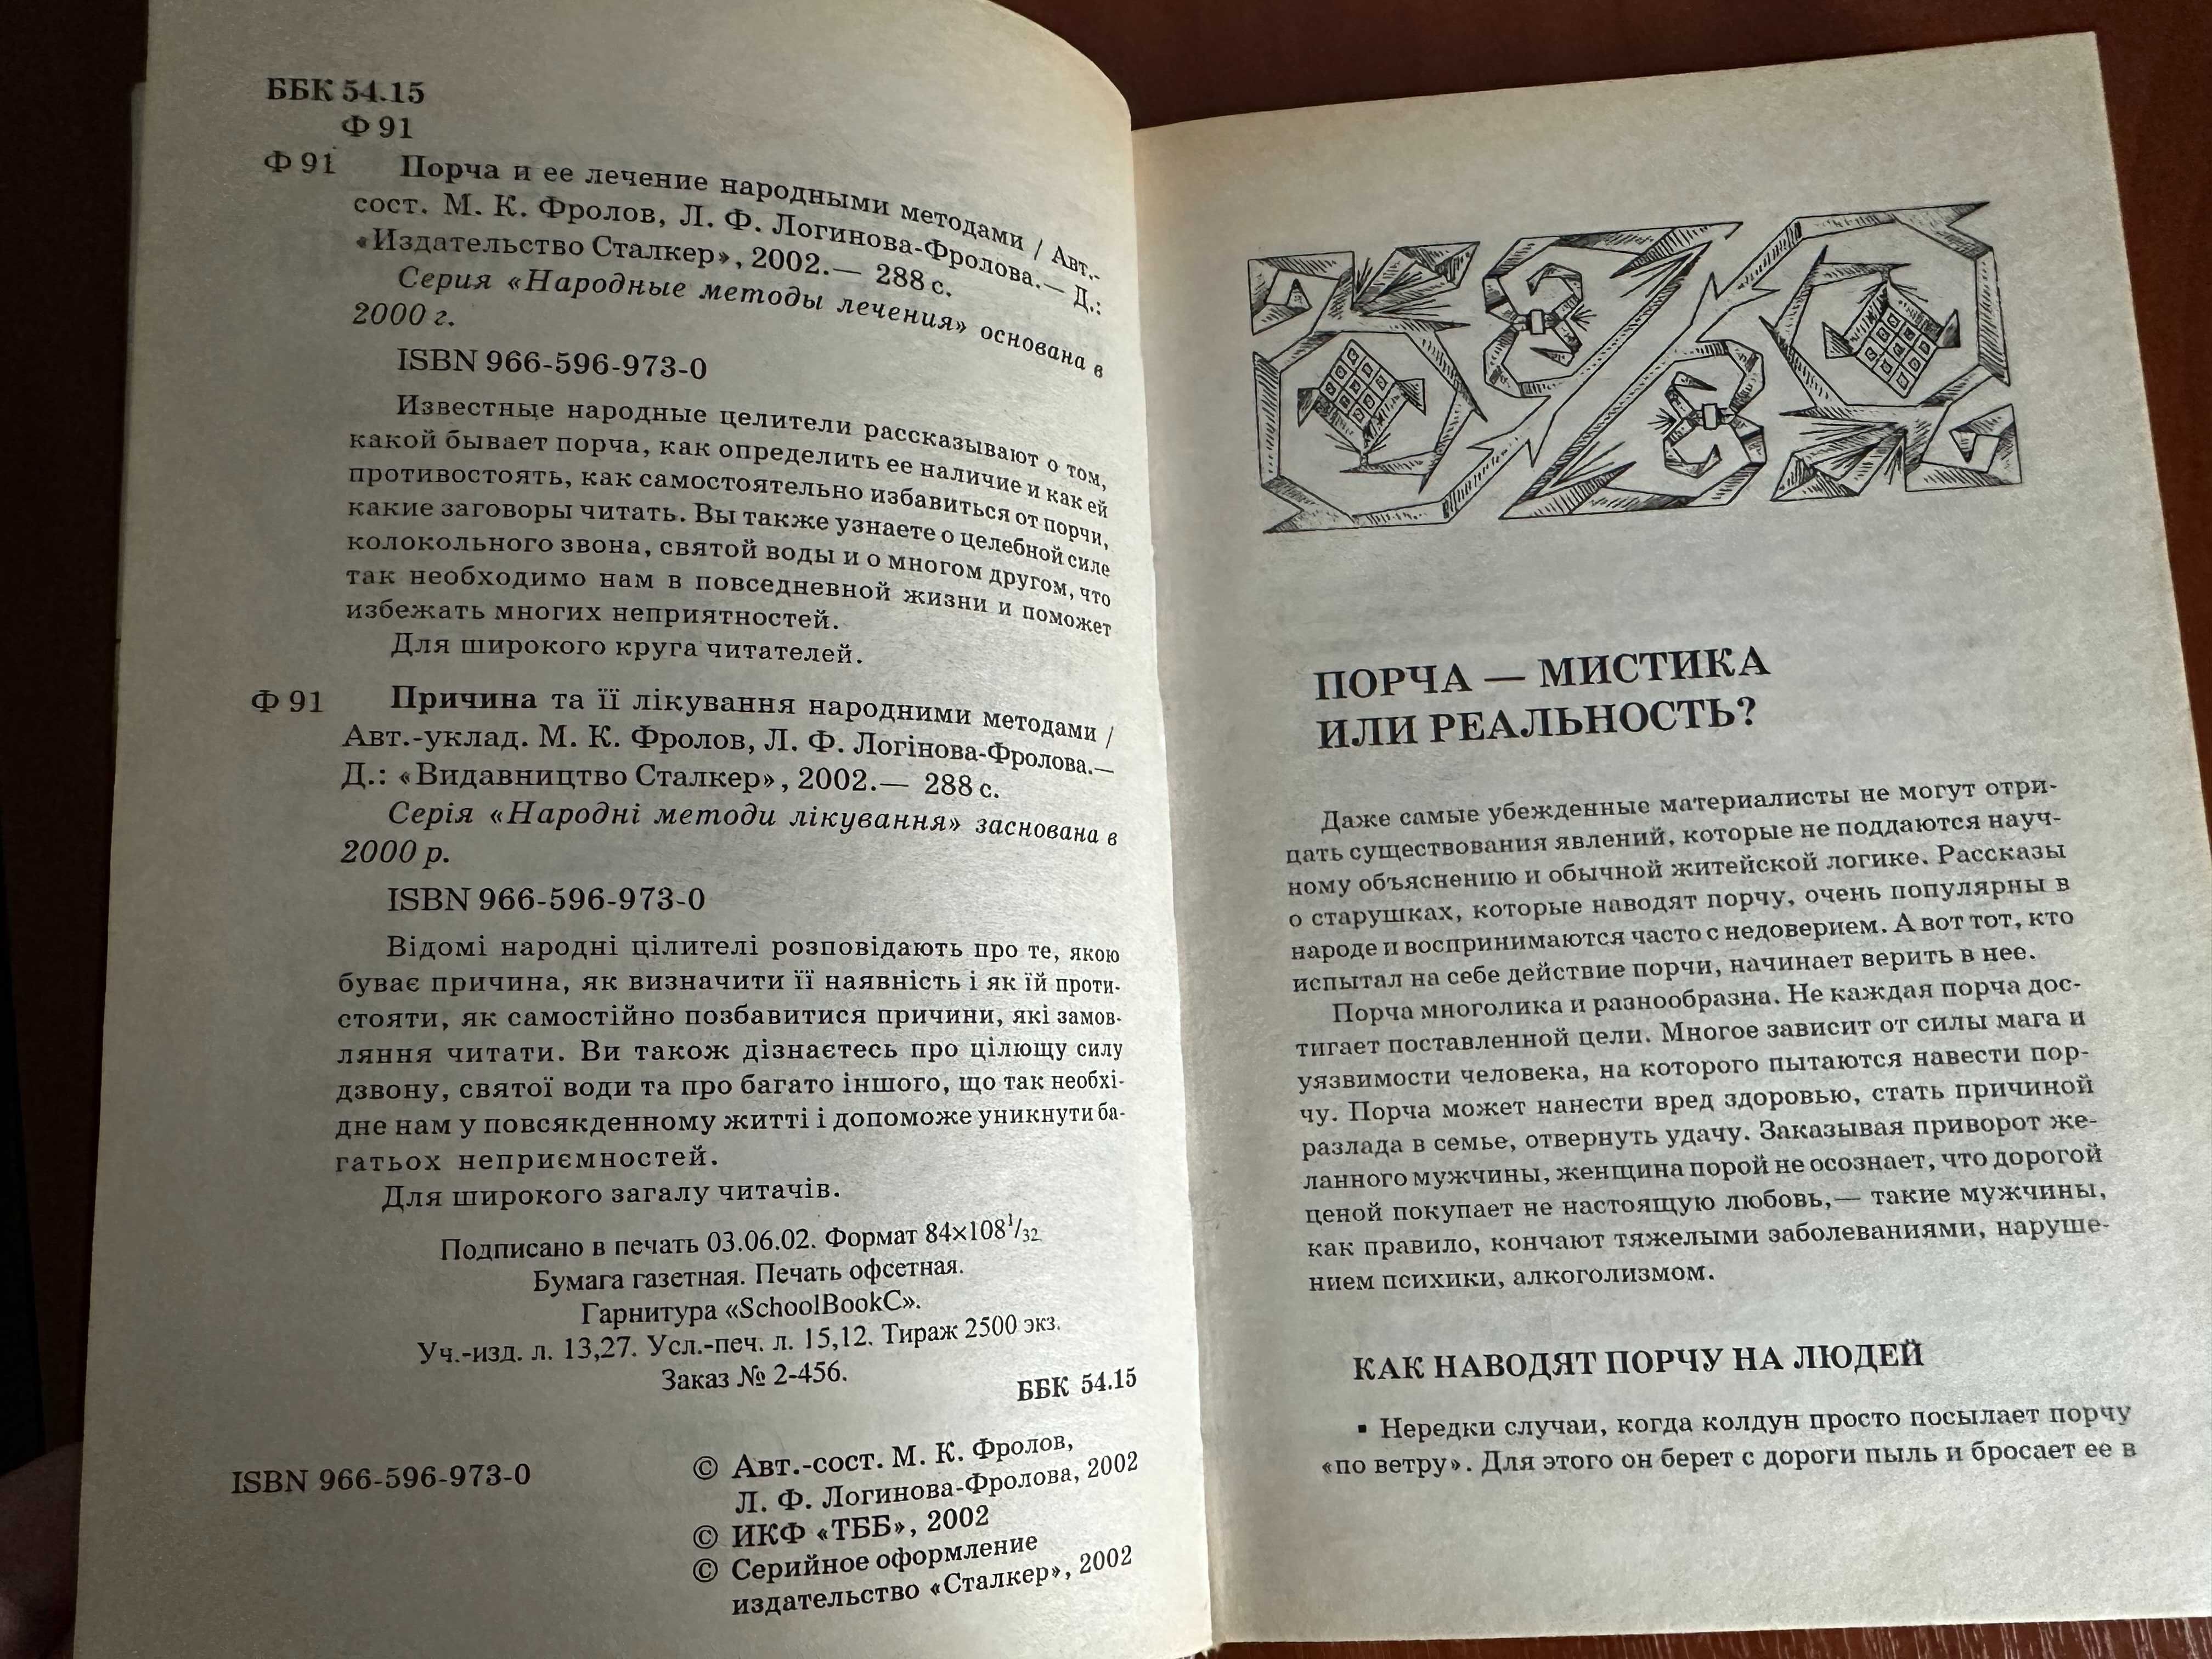 ББК 54.15
Ф 91
Ф 91 Порча и ее лечение народными методами / Авт.-
сост. М. К. Фролов, Л. Ф. Логинова-Фролова.— Д.:
«Издательство Сталкер», 2002.— 288 с.
Серия «Народные методы лечения» основана в
2000 г.
ISBN 966-596-973-0
Известные народные целители рассказывают о том,
какой бывает порча, как определить ее наличие и как ей
противостоять, как самостоятельно избавиться от порчи,
какие заговоры читать. Вы также узнаете о целебной силе
колокольного звона, святой воды и о многом другом, что
так необходимо нам в повседневной жизни и поможет
избежать многих неприятностей.
Для широкого круга читателей.
Ф 91 Причина та її лікування народними методами /
Авт.-уклад. М. К. Фролов, Л. Ф. Логінова-Фролова.—
Д.: «Видавництво Сталкер», 2002.— 288 с.
Серія «Народні методи лікування» заснована в
2000 р.
ISBN 966-596-973-0
Відомі народні цілителі розповідають про те, якою
буває причина, як визначити її наявність і як їй проти-
стояти, як самостійно позбавитися причини, які замов-
ляння читати. Ви також дізнаєтесь про цілющу силу
дзвону, святої води та про багато іншого, що так необхі-
дне нам у повсякденному житті і допоможе уникнути ба-
гатьох неприємностей.
Для широкого загалу читачів.
Подписано в печать 03.06.02. Формат 84×108¹/₃₂
Бумага газетная. Печать офсетная.
Гарнитура «SchoolBookC».
Уч.-изд. л. 13,27. Усл.-печ. л. 15,12. Тираж 2500 экз.
Заказ № 2-456.
ББК 54.15
ISBN 966-596-973-0
© Авт.-сост. М. К. Фролов,
Л. Ф. Логинова-Фролова, 2002
© ИКФ «ТББ», 2002
© Серийное оформление
издательство «Сталкер», 2002
ПОРЧА — МИСТИКА
ИЛИ РЕАЛЬНОСТЬ?
Даже самые убежденные материалисты не могут отри-
цать существования явлений, которые не поддаются науч-
ному объяснению и обычной житейской логике. Рассказы
о старушках, которые наводят порчу, очень популярны в
народе и воспринимаются часто с недоверием. А вот тот, кто
испытал на себе действие порчи, начинает верить в нее.
Порча многолика и разнообразна. Не каждая порча дос-
тигает поставленной цели. Многое зависит от силы мага и
уязвимости человека, на которого пытаются навести пор-
чу. Порча может нанести вред здоровью, стать причиной
разлада в семье, отвернуть удачу. Заказывая приворот же-
ланного мужчины, женщина порой не осознает, что дорогой
ценой покупает не настоящую любовь,— такие мужчины,
как правило, кончают тяжелыми заболеваниями, наруше-
нием психики, алкоголизмом.
КАК НАВОДЯТ ПОРЧУ НА ЛЮДЕЙ
▪ Нередки случаи, когда колдун просто посылает порчу
«по ветру». Для этого он берет с дороги пыль и бросает ее в